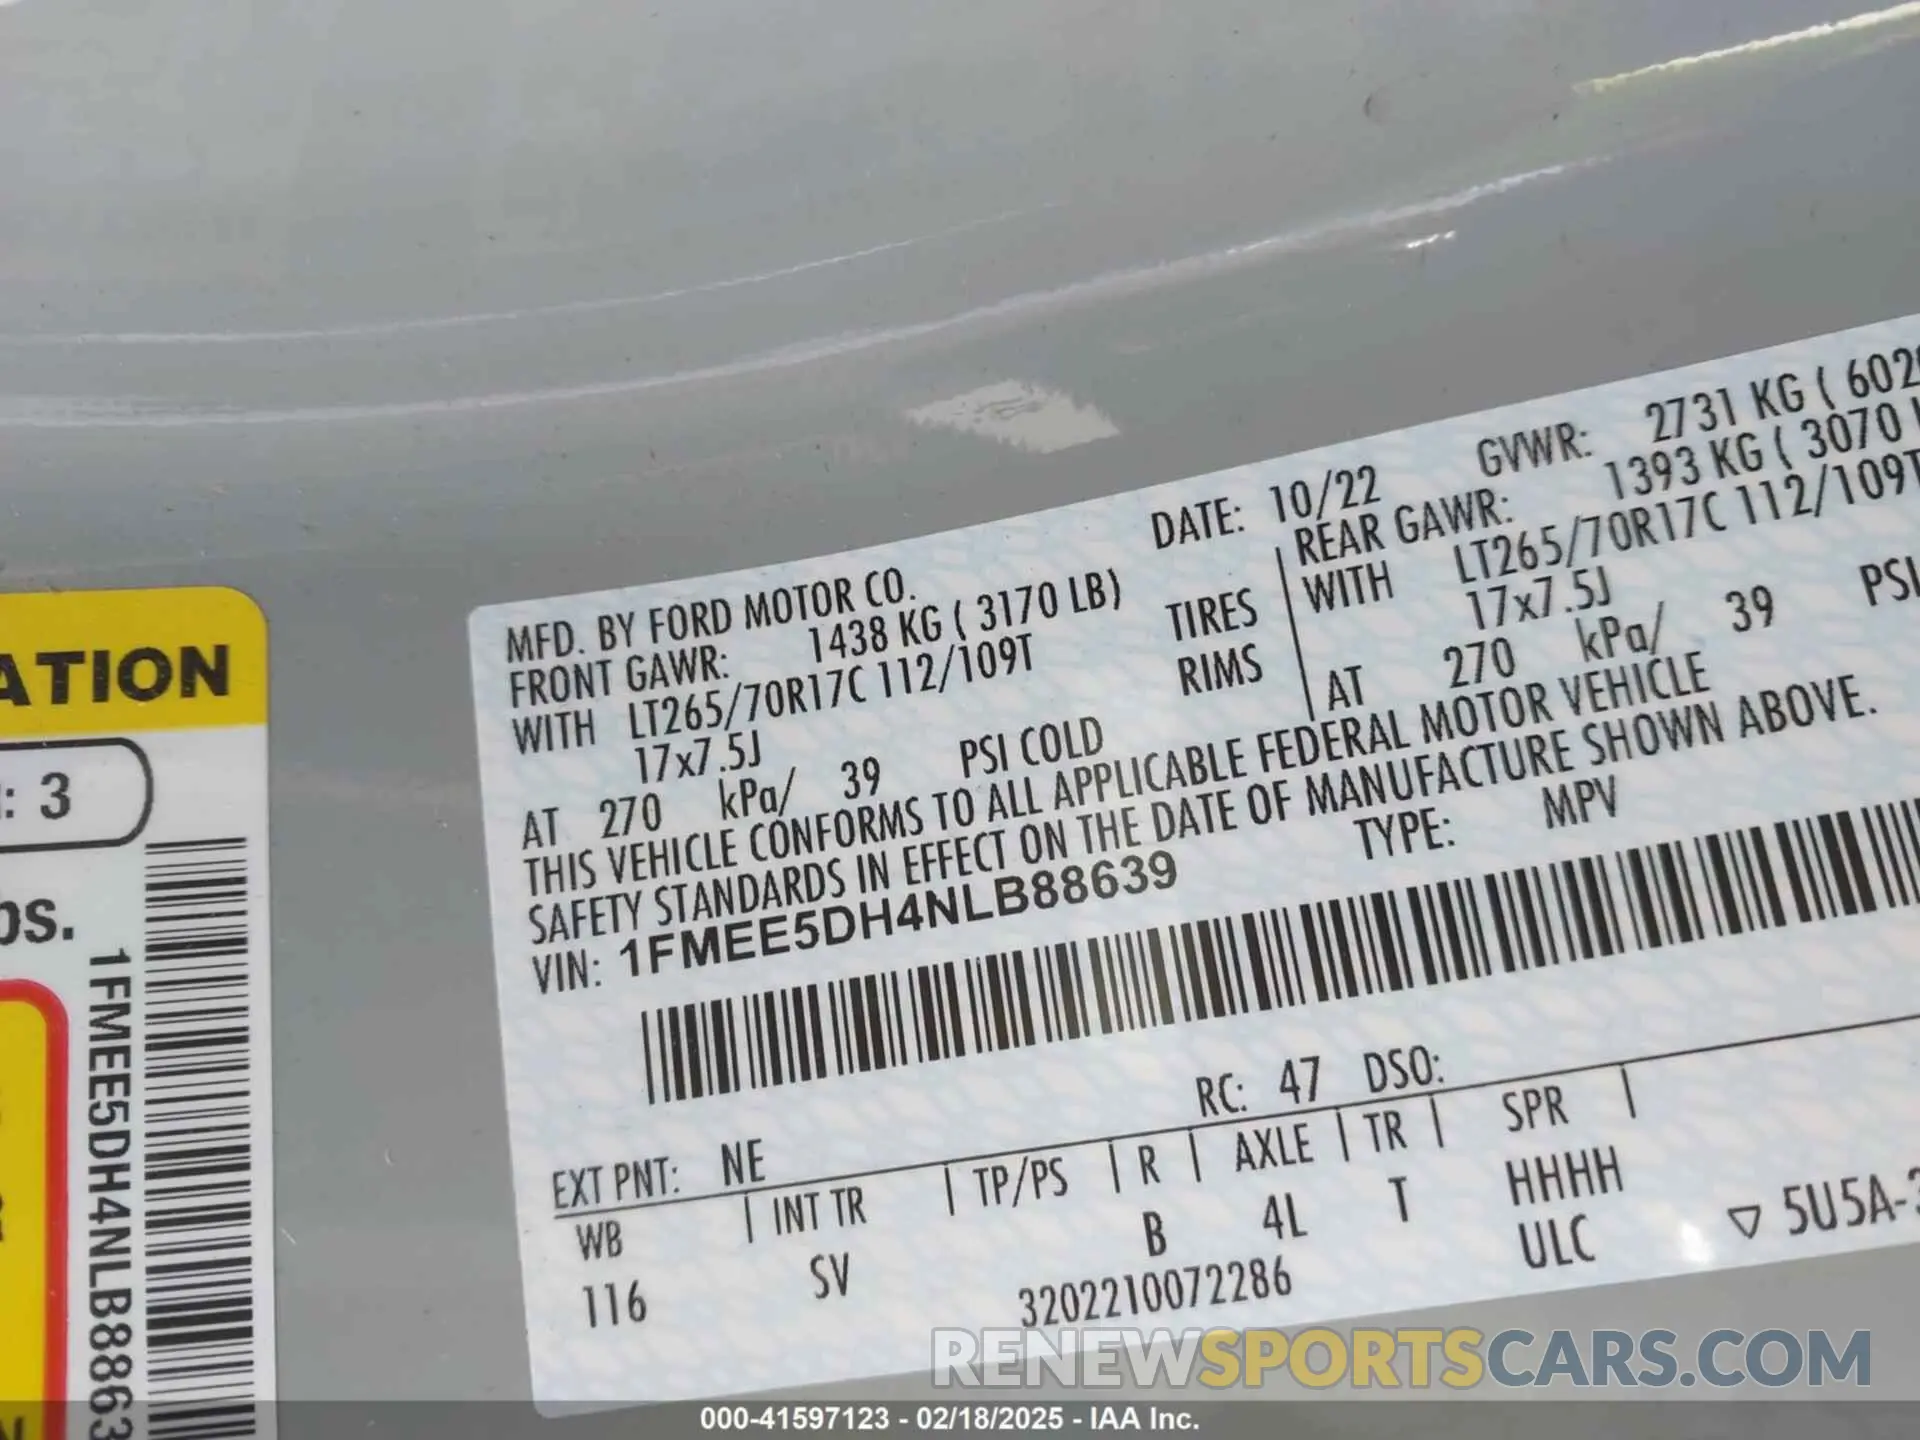 MFD. BY FORD MOTOR CO.
DATE: 10/22
GVWR: 2731 KG ( 602
FRONT GAWR: 1438 KG ( 3170 LB)
REAR GAWR: 1393 KG ( 3070
WITH LT265/70R17C 112/109T
TIRES
WITH LT265/70R17C 112/109T
17x7.5J
RIMS
17x7.5J
AT 270 kPa/ 39 PSI COLD
AT 270 kPa/ 39 PSI
THIS VEHICLE CONFORMS TO ALL APPLICABLE FEDERAL MOTOR VEHICLE
SAFETY STANDARDS IN EFFECT ON THE DATE OF MANUFACTURE SHOWN ABOVE.
VIN: 1FMEE5DH4NLB88639
TYPE: MPV
EXT PNT: NE
RC: 47 DSO:
WB | INT TR | TP/PS | R | AXLE | TR | SPR |
116 SV B 4L T HHHH
3202210072286
ULC
5U5A-
ATION
: 3
bs.
1FMEE5DH4NLB8863
RENEWSPORTSCARS.COM
000-41597123 - 02/18/2025 - IAA Inc.